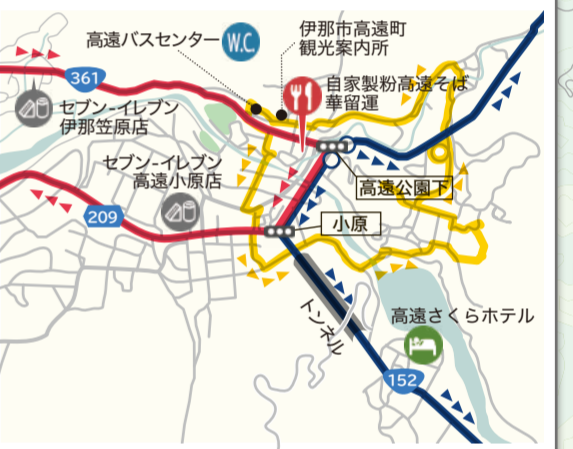 高遠バスセンター
W.C.
伊那市高遠町
観光案内所
361
自家製粉高遠そば
華留運
セブン-イレブン
伊那笠原店
セブン-イレブン
高遠小原店
高遠公園下
209
小原
トンネル
高遠さくらホテル
152